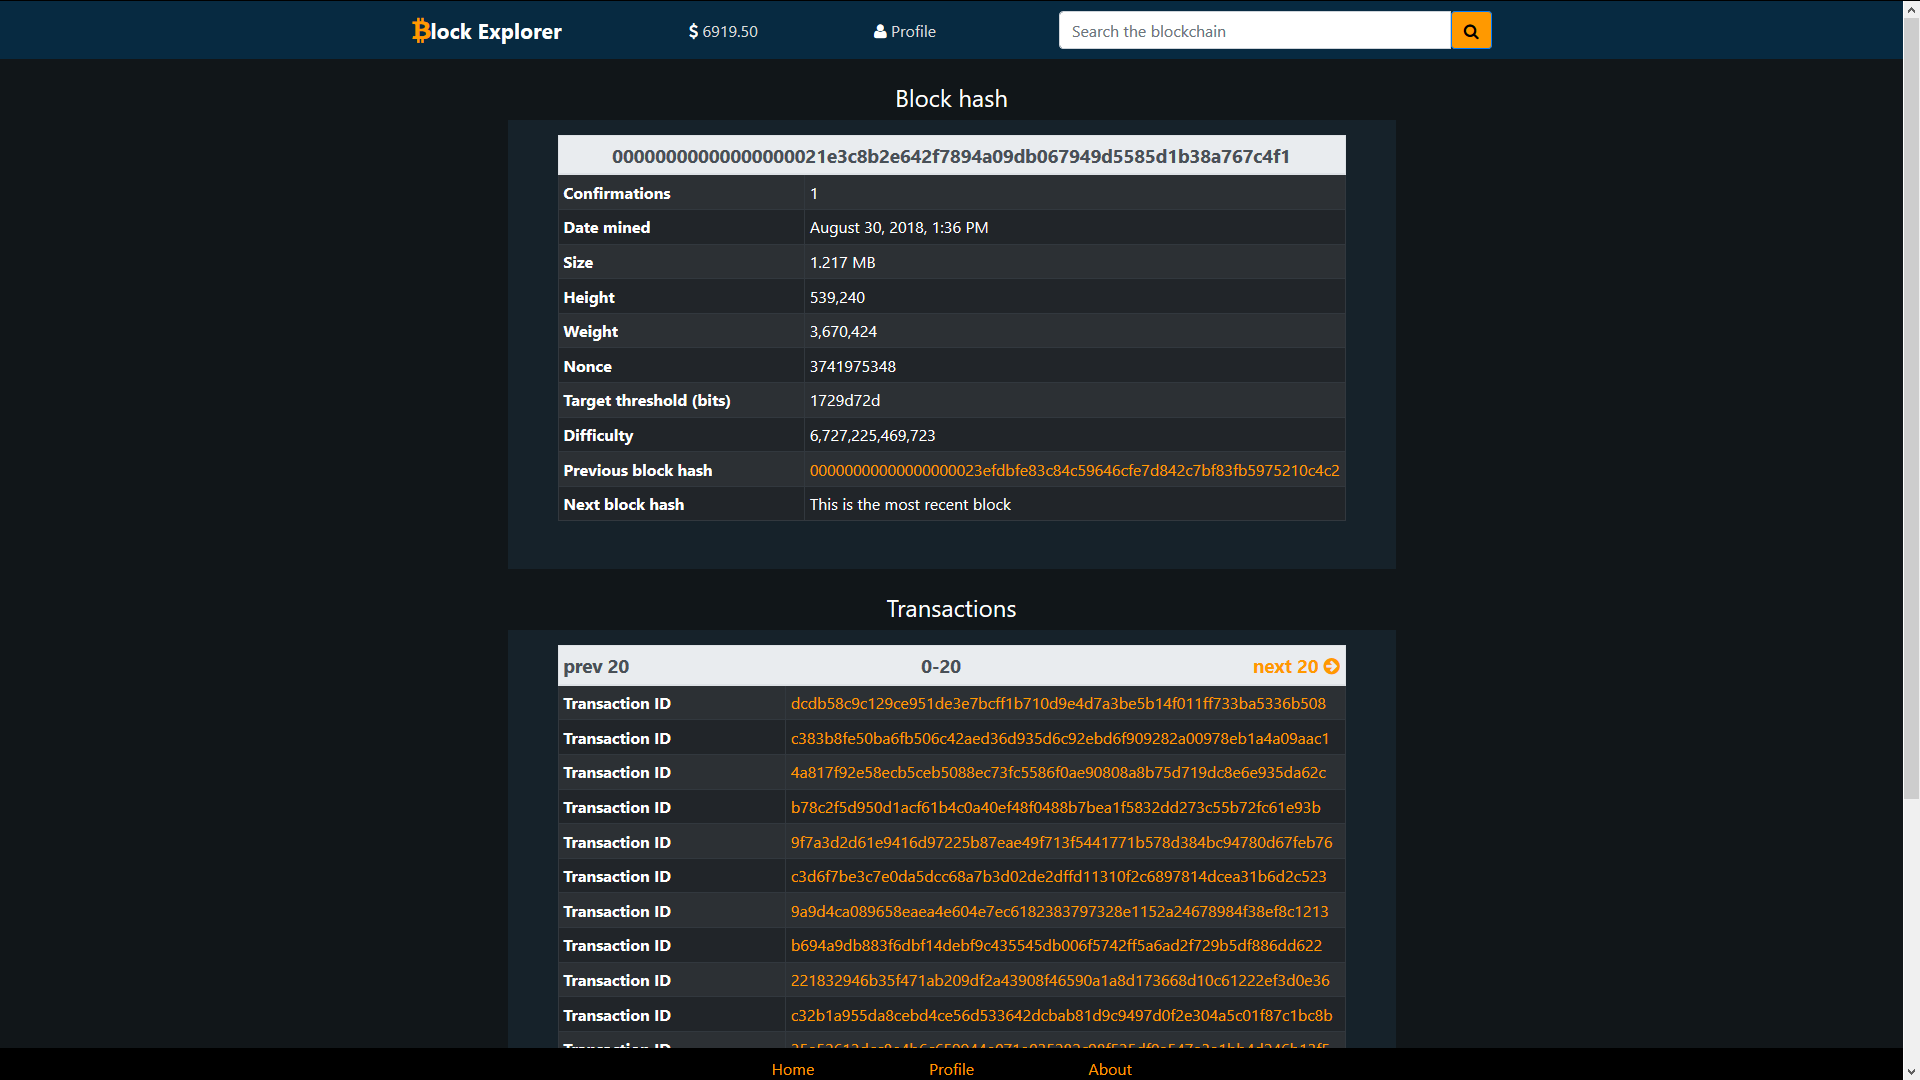 Block Explorer
$ 6919.50
Profile
Search the blockchain
Block hash
0000000000000000021e3c8b2e642f7894a09db067949d5585d1b38a767c4f1
Confirmations 1
Date mined August 30, 2018, 1:36 PM
Size 1.217 MB
Height 539,240
Weight 3,670,424
Nonce 3741975348
Target threshold (bits) 1729d72d
Difficulty 6,727,225,469,723
Previous block hash 00000000000000000023efdbfe83c84c59646cfe7d842c7bf83fb5975210c4c2
Next block hash This is the most recent block
Transactions
prev 20 0-20 next 20
Transaction ID dcdb58c9c129ce951de3e7bcff1b710d9e4d7a3be5b14f011ff733ba5336b508
Transaction ID c383b8fe50ba6fb506c42aed36d935d6c92ebd6f909282a00978eb1a4a09aac1
Transaction ID 4a817f92e58ecb5ceb5088ec73fc5586f0ae90808a8b75d719dc8e6e935da62c
Transaction ID b78c2f5d950d1acf61b4c0a40ef48f0488b7bea1f5832dd273c55b72fc61e93b
Transaction ID 9f7a3d2d61e9416d97225b87eae49f713f5441771b578d384bc94780d67feb76
Transaction ID c3d6f7be3c7e0da5dcc68a7b3d02de2dffd11310f2c6897814dcea31b6d2c523
Transaction ID 9a9d4ca089658eaea4e604e7ec6182383797328e1152a24678984f38ef8c1213
Transaction ID b694a9db883f6dbf14debf9c435545db006f5742ff5a6ad2f729b5df886dd622
Transaction ID 221832946b35f471ab209df2a43908f46590a1a8d173668d10c61222ef3d0e36
Transaction ID c32b1a955da8cebd4ce56d533642dcbab81d9c9497d0f2e304a5c01f87c1bc8b
Transaction ID
Home Profile About